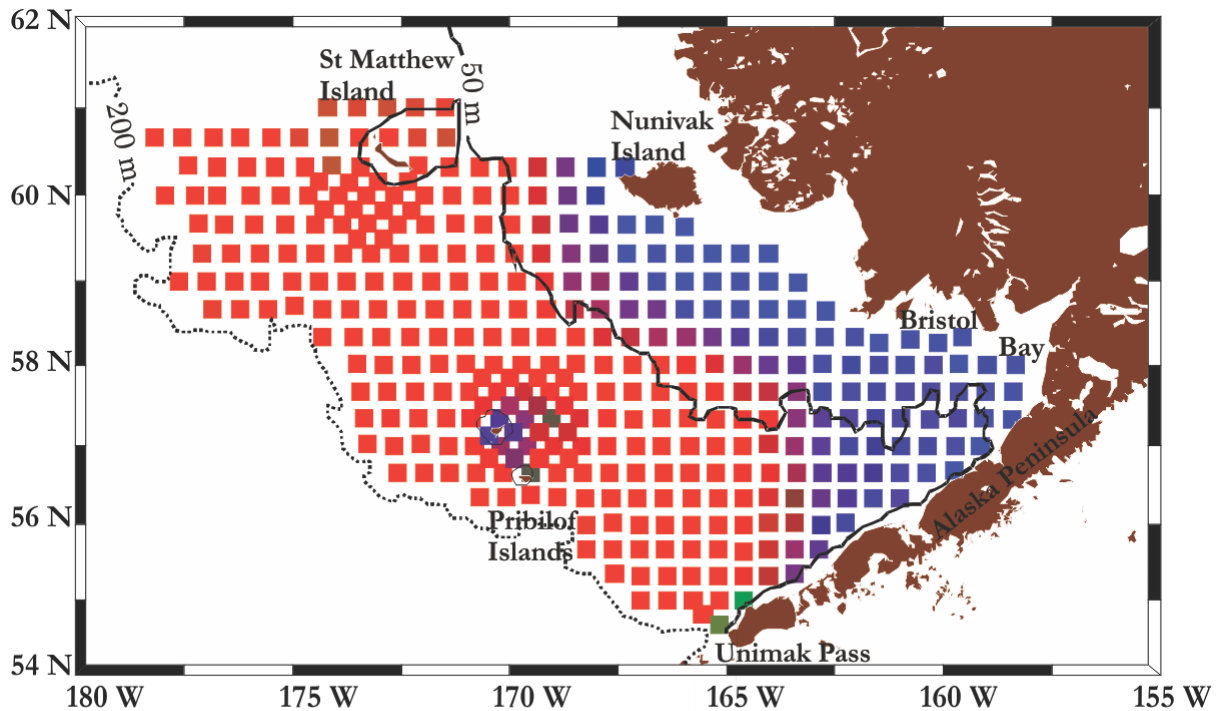 62 N
St Matthew
Island
50 m
200 m
Nunivak
Island
60 N
Bristol
Bay
58 N
Alaska Peninsula
56 N
Pribilof
Islands
Unimak Pass
54 N
180 W 175 W 170 W 165 W 160 W 155 W